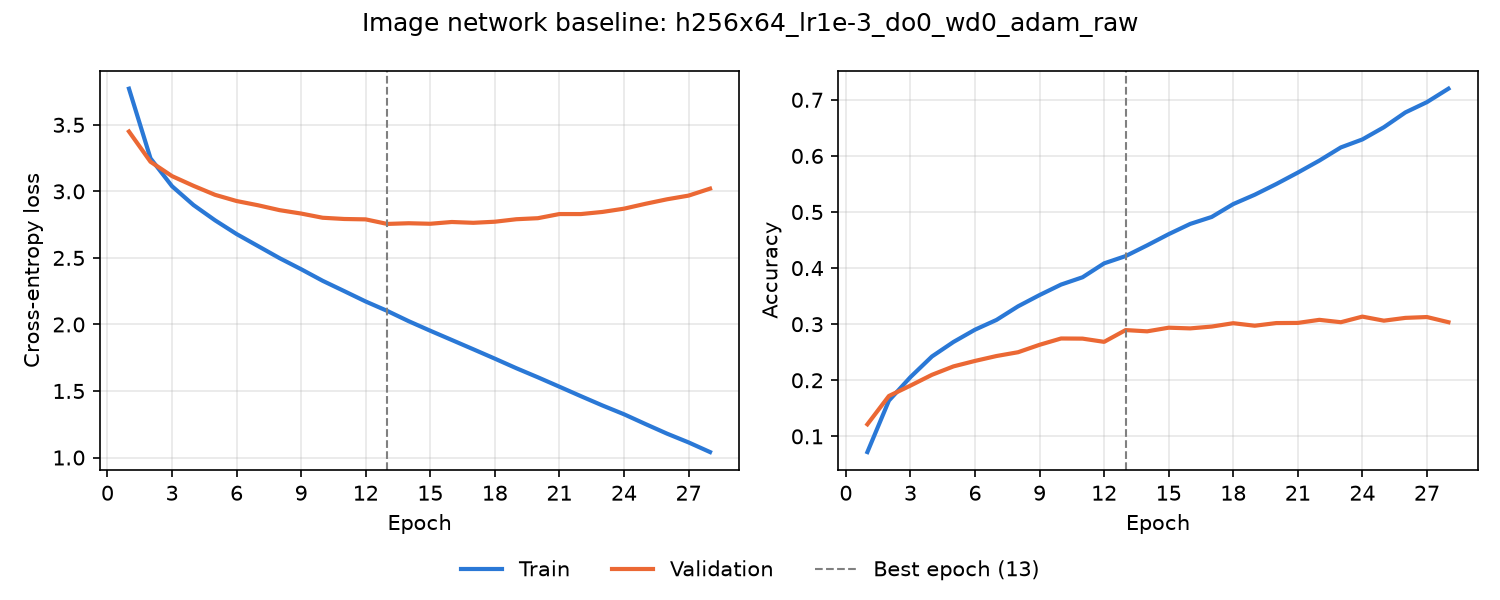 Image network baseline: h256x64_lr1e-3_do0_wd0_adam_raw
Cross-entropy loss
3.5
3.0
2.5
2.0
1.5
1.0
0 3 6 9 12 15 18 21 24 27
Epoch
Accuracy
0.7
0.6
0.5
0.4
0.3
0.2
0.1
0 3 6 9 12 15 18 21 24 27
Epoch
Train Validation Best epoch (13)